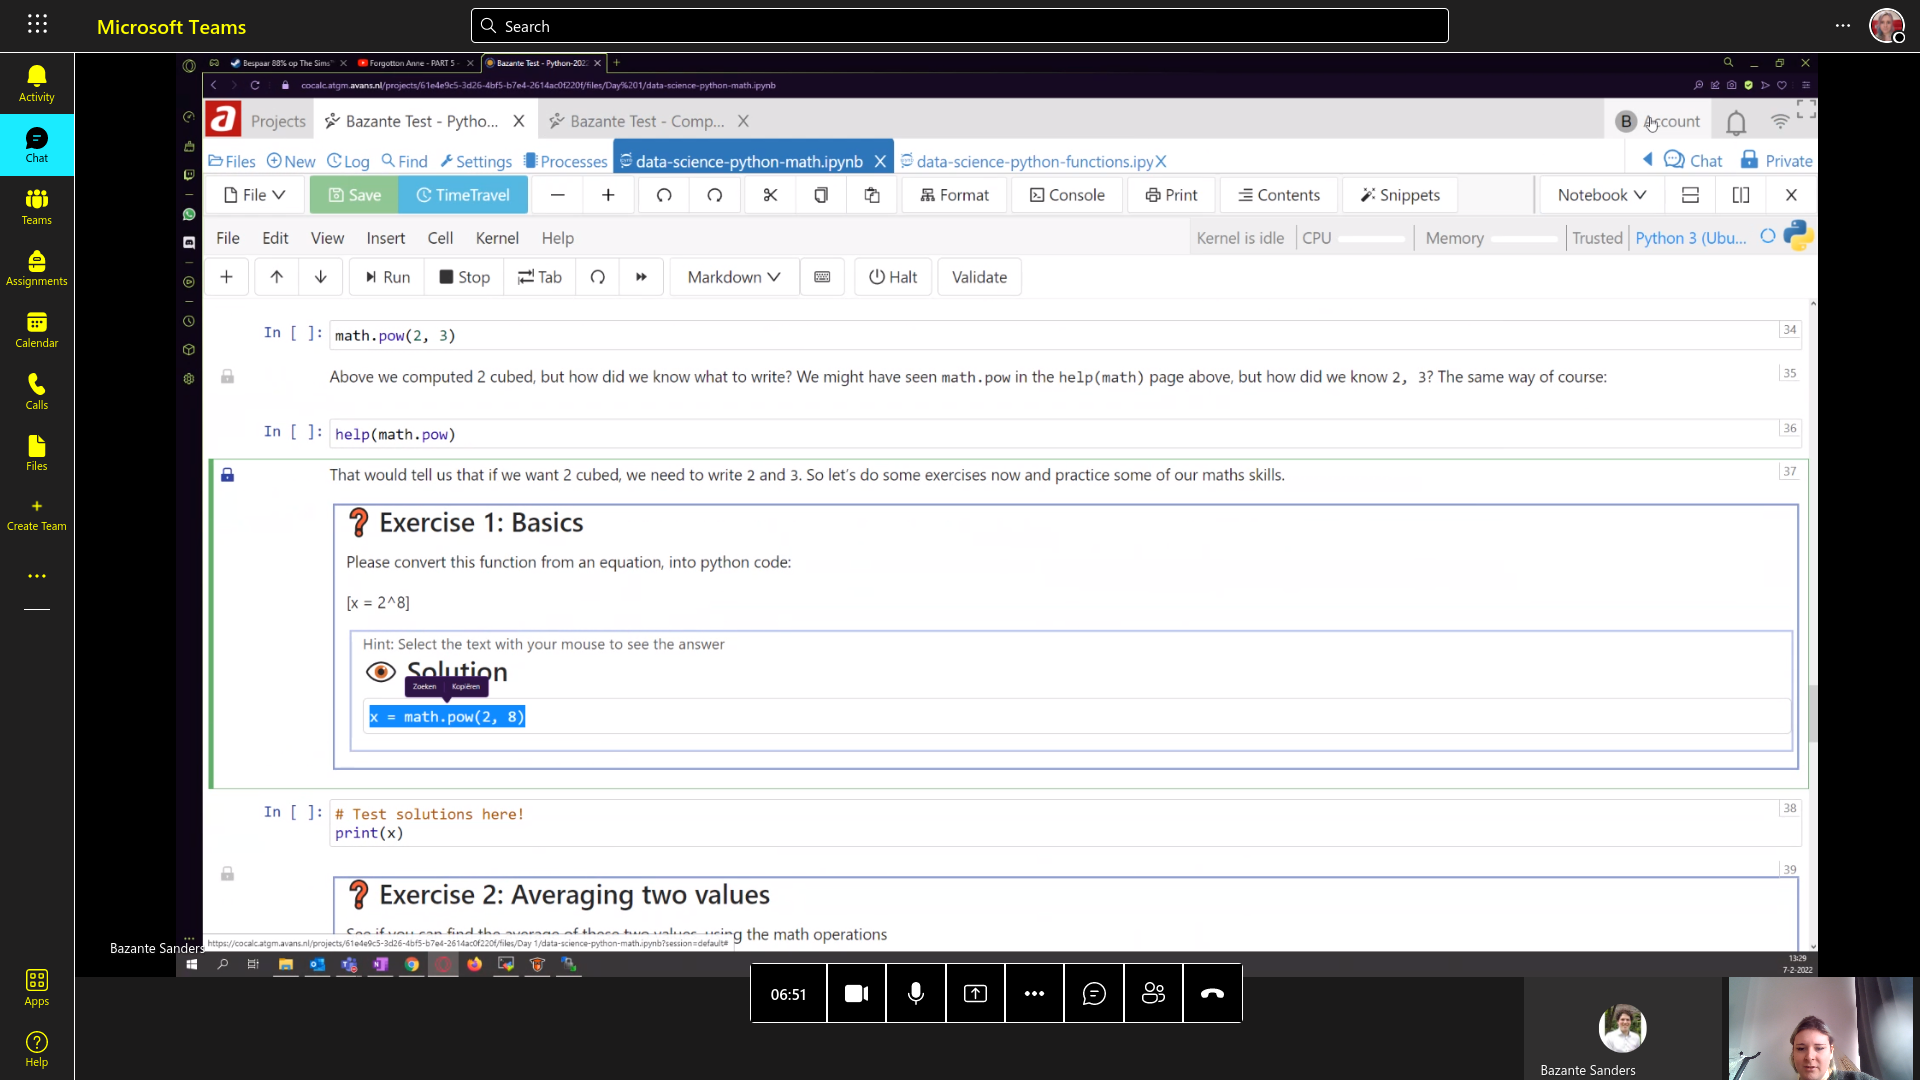 Microsoft Teams
Search
Activity
Chat
Teams
Assignments
Calendar
Calls
Files
Create Team
Apps
Help
Bespaar 88% op The Sims™
Forgotton Anne - PART 5 -
Bazante Test - Python-202
cocalc.atgm.avans.nl/projects/61e4e9c5-3d26-4bf5-b7e4-2614ac0f220f/files/Day%201/data-science-python-math.ipynb
a
Projects
Bazante Test - Pytho...
Bazante Test - Comp...
B
Account
Files
New
Log
Find
Settings
Processes
data-science-python-math.ipynb
data-science-python-functions.ipy
Chat
Private
File
Save
TimeTravel
Format
Console
Print
Contents
Snippets
Notebook
File
Edit
View
Insert
Cell
Kernel
Help
Kernel is idle
CPU
Memory
Trusted
Python 3 (Ubu...
Run
Stop
Tab
Markdown
Halt
Validate
In [ ]: math.pow(2, 3)
34
Above we computed 2 cubed, but how did we know what to write? We might have seen math.pow in the help(math) page above, but how did we know 2, 3? The same way of course:
35
In [ ]: help(math.pow)
36
That would tell us that if we want 2 cubed, we need to write 2 and 3. So let's do some exercises now and practice some of our maths skills.
37
❓ Exercise 1: Basics
Please convert this function from an equation, into python code:
[x = 2^8]
Hint: Select the text with your mouse to see the answer
Solution
Zoeken
Kopiëren
x = math.pow(2, 8)
In [ ]: # Test solutions here!
print(x)
38
39
❓ Exercise 2: Averaging two values
See if you can find the average of these two values, using the math operations
https://cocalc.atgm.avans.nl/projects/61e4e9c5-3d26-4bf5-b7e4-2614ac0f220f/files/Day 1/data-science-python-math.ipynb?session=default#
Bazante Sanders
13:29
7-2-2022
06:51
Bazante Sanders